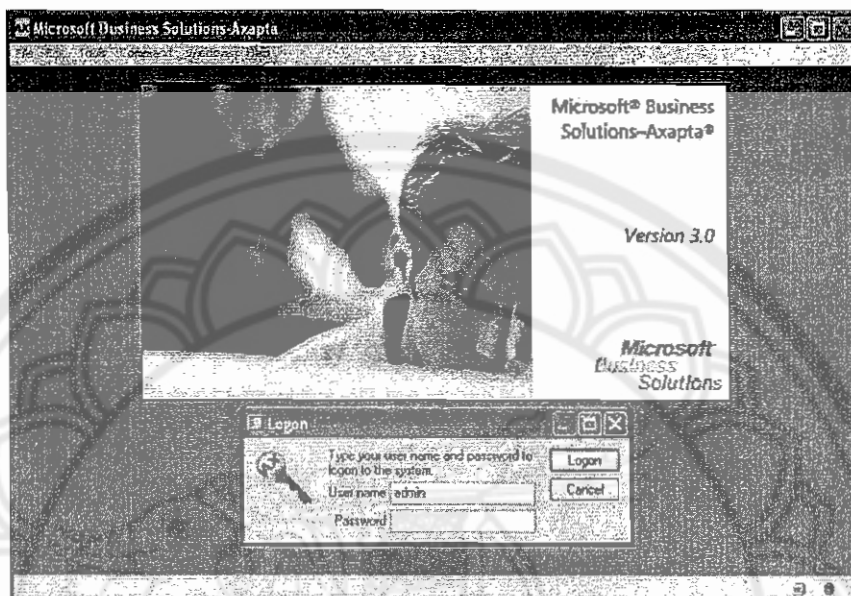 Microsoft Business Solutions-Axapta
Microsoft® Business
Solutions–Axapta®
Version 3.0
Microsoft
Business
Solutions
Logon
Type your user name and password to
logon to the system.
User name admin
Password
Logon
Cancel